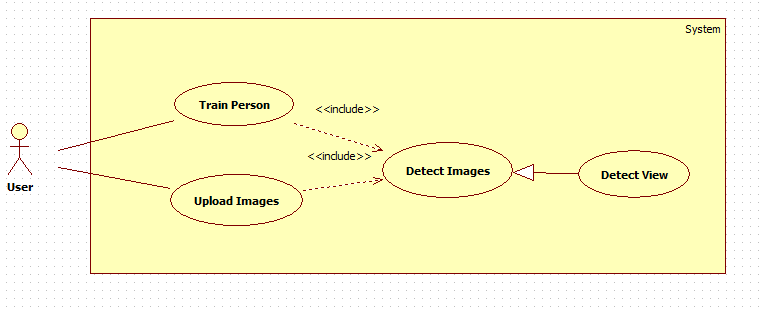 System
Train Person
<<include>>
<<include>>
User
Upload Images
Detect Images
Detect View